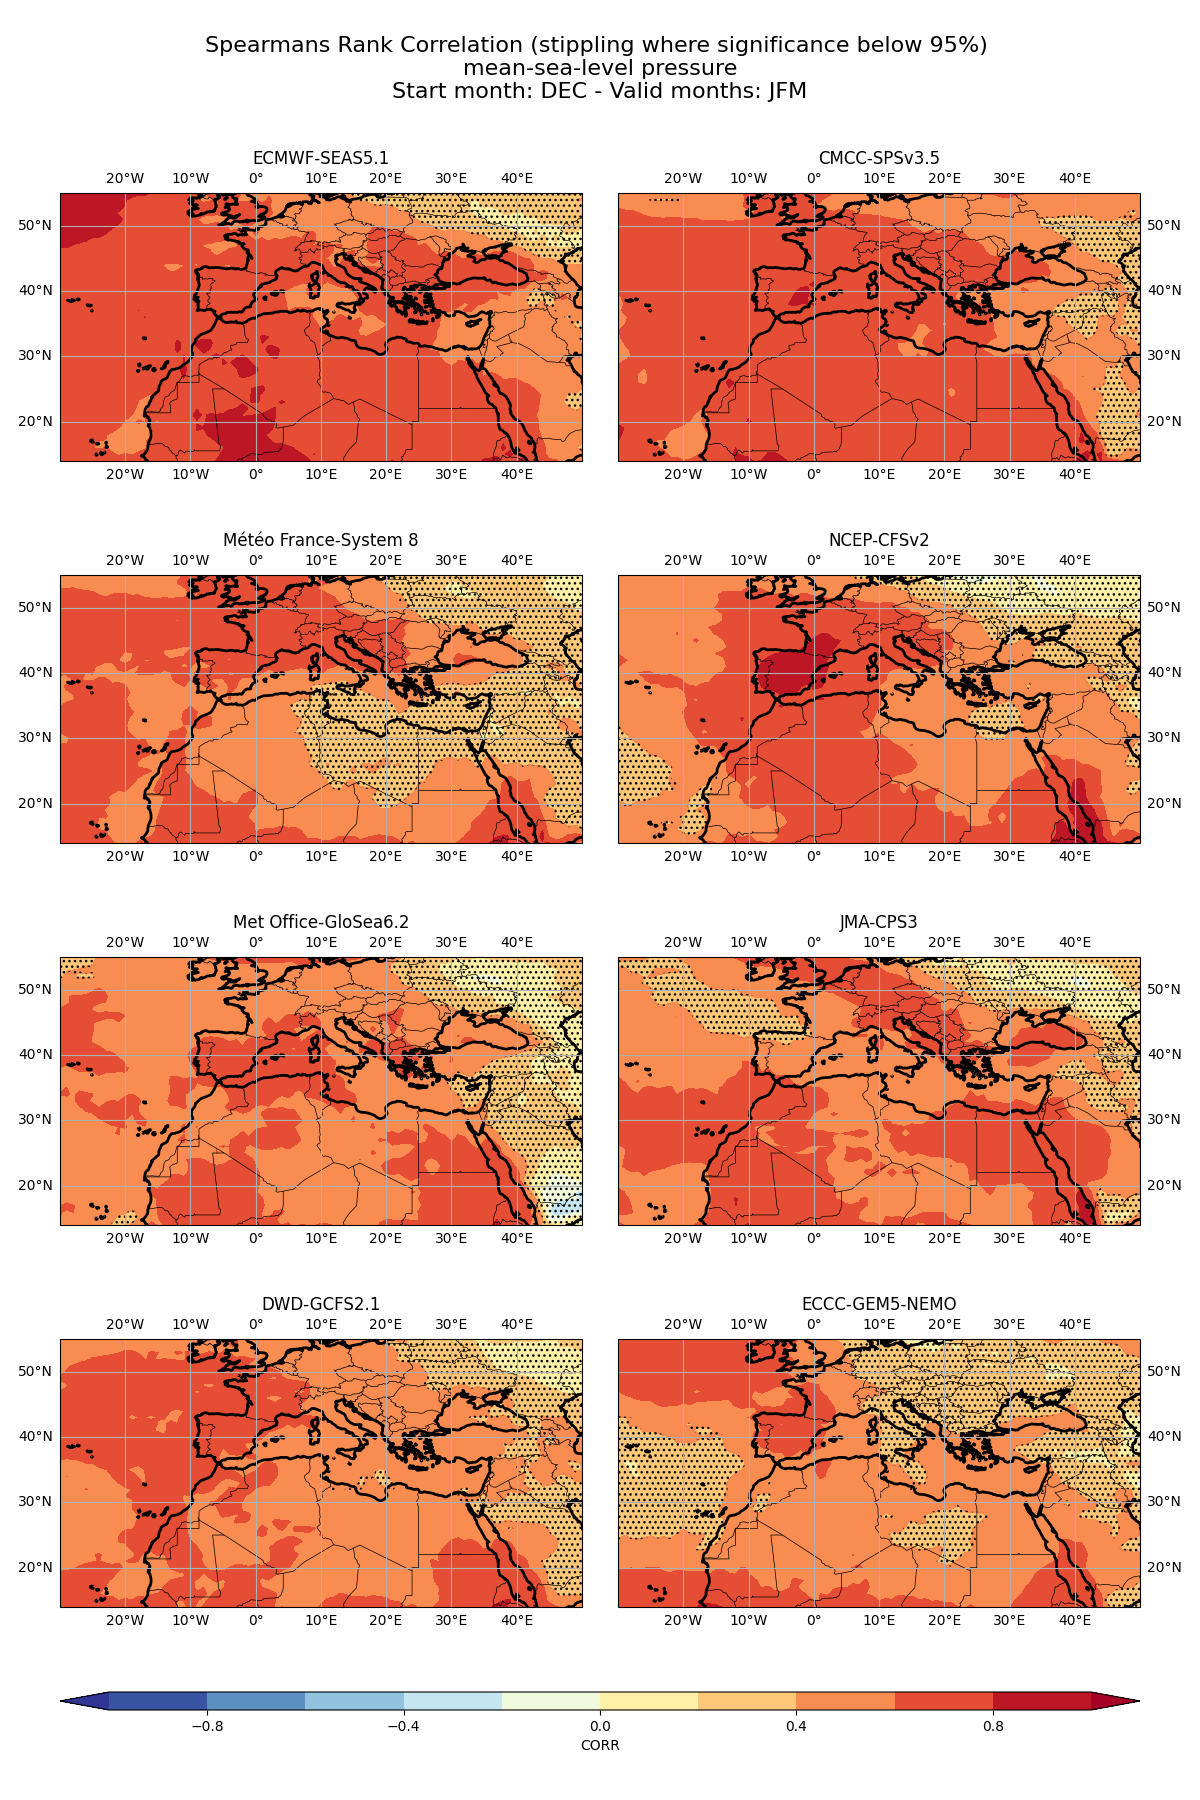 Spearmans Rank Correlation (stippling where significance below 95%)
mean-sea-level pressure
Start month: DEC - Valid months: JFM
ECMWF-SEAS5.1
20°W 10°W 0° 10°E 20°E 30°E 40°E
50°N
40°N
30°N
20°N
20°W 10°W 0° 10°E 20°E 30°E 40°E
CMCC-SPSv3.5
20°W 10°W 0° 10°E 20°E 30°E 40°E
50°N
40°N
30°N
20°N
20°W 10°W 0° 10°E 20°E 30°E 40°E
Météo France-System 8
20°W 10°W 0° 10°E 20°E 30°E 40°E
50°N
40°N
30°N
20°N
20°W 10°W 0° 10°E 20°E 30°E 40°E
NCEP-CFSv2
20°W 10°W 0° 10°E 20°E 30°E 40°E
50°N
40°N
30°N
20°N
20°W 10°W 0° 10°E 20°E 30°E 40°E
Met Office-GloSea6.2
20°W 10°W 0° 10°E 20°E 30°E 40°E
50°N
40°N
30°N
20°N
20°W 10°W 0° 10°E 20°E 30°E 40°E
JMA-CPS3
20°W 10°W 0° 10°E 20°E 30°E 40°E
50°N
40°N
30°N
20°N
20°W 10°W 0° 10°E 20°E 30°E 40°E
DWD-GCFS2.1
20°W 10°W 0° 10°E 20°E 30°E 40°E
50°N
40°N
30°N
20°N
20°W 10°W 0° 10°E 20°E 30°E 40°E
ECCC-GEM5-NEMO
20°W 10°W 0° 10°E 20°E 30°E 40°E
50°N
40°N
30°N
20°N
20°W 10°W 0° 10°E 20°E 30°E 40°E
−0.8 −0.4 0.0 0.4 0.8
CORR